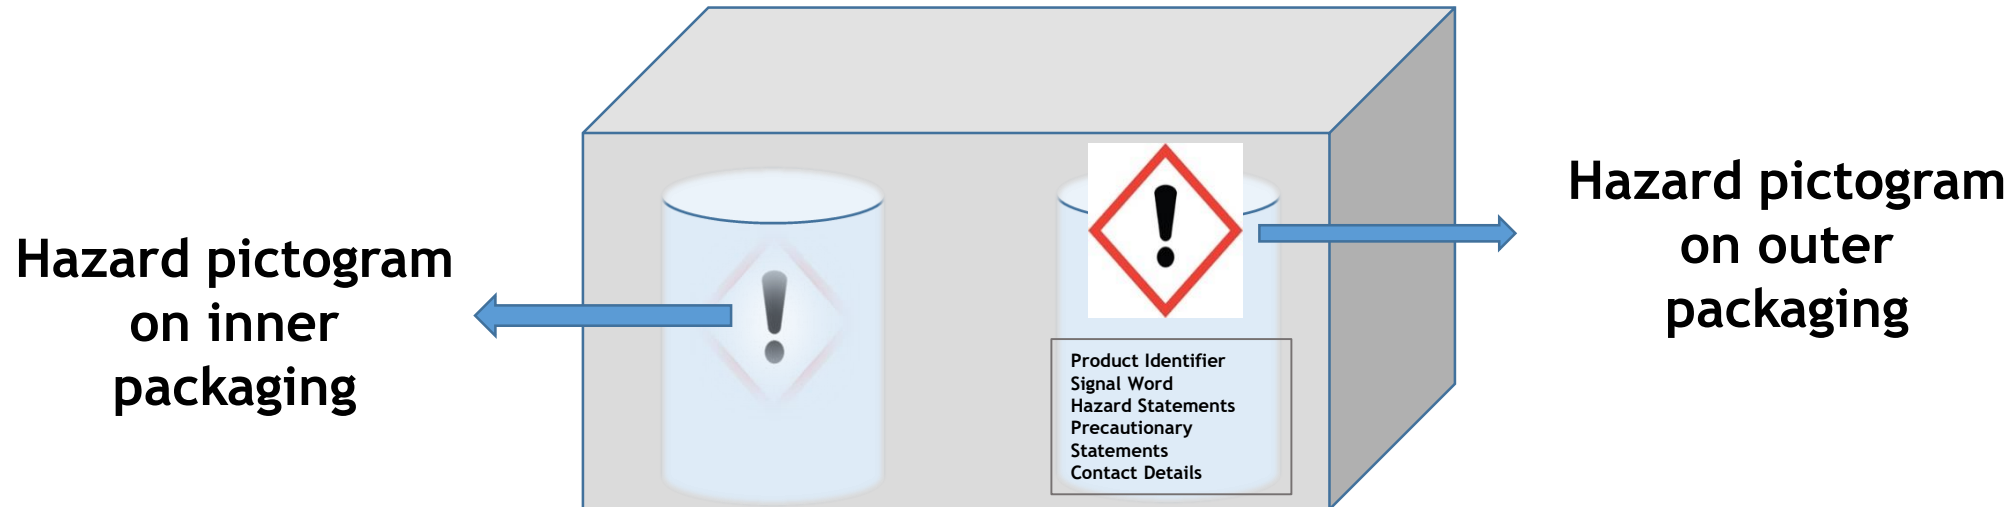 Hazard pictogram
on inner
packaging
Product Identifier
Signal Word
Hazard Statements
Precautionary
Statements
Contact Details
Hazard pictogram
on outer
packaging